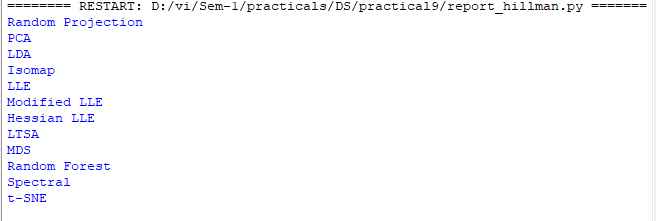 ======== RESTART: D:/vi/Sem-1/practicals/DS/practical9/report_hillman.py =======
Random Projection
PCA
LDA
Isomap
LLE
Modified LLE
Hessian LLE
LTSA
MDS
Random Forest
Spectral
t-SNE